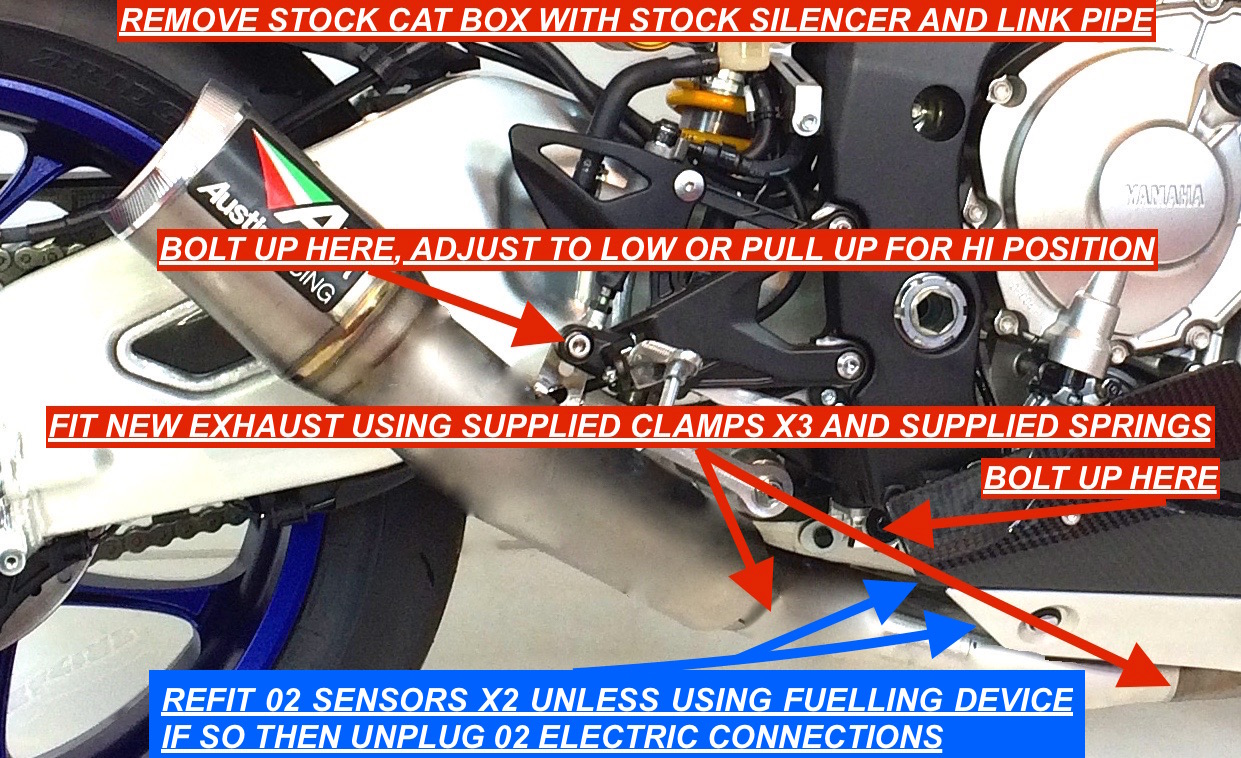 REMOVE STOCK CAT BOX WITH STOCK SILENCER AND LINK PIPE
YAMAHA
Austi
BOLT UP HERE, ADJUST TO LOW OR PULL UP FOR HI POSITION
CING
FIT NEW EXHAUST USING SUPPLIED CLAMPS X3 AND SUPPLIED SPRINGS
BOLT UP HERE
REFIT 02 SENSORS X2 UNLESS USING FUELLING DEVICE
IF SO THEN UNPLUG 02 ELECTRIC CONNECTIONS